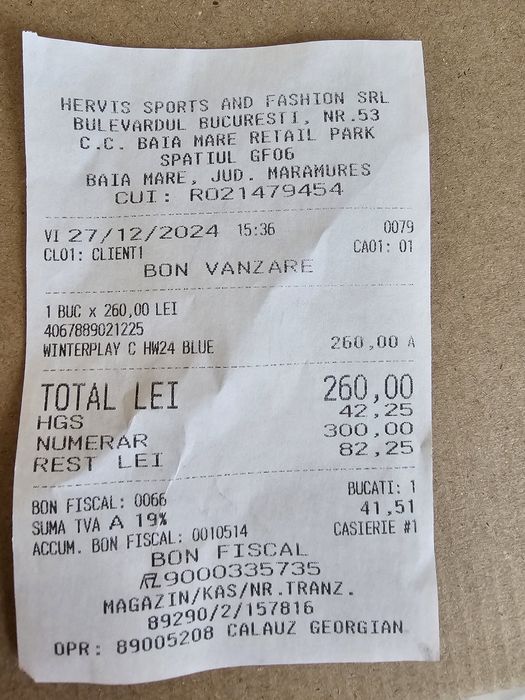 HERVIS SPORTS AND FASHION SRL
BULEVARDUL BUCURESTI, NR.53
C.C. BAIA MARE RETAIL PARK
SPATIUL GF06
BAIA MARE, JUD. MARAMURES
CUI: RO21479454
VI 27/12/2024 15:36 0079
CLO1: CLIENT1 CA01: 01
BON VANZARE
1 BUC x 260,00 LEI
4067889021225
WINTERPLAY C HW24 BLUE 260,00 A
TOTAL LEI 260,00
HGS 42,25
NUMERAR 300,00
REST LEI 82,25
BON FISCAL: 0066 BUCATI: 1
SUMA TVA A 19% 41,51
ACCUM. BON FISCAL: 0010514 CASIERIE #1
BON FISCAL
9000335735
MAGAZIN/KAS/NR.TRANZ.
89290/2/157816
OPR: 89005208 CALAUZ GEORGIAN